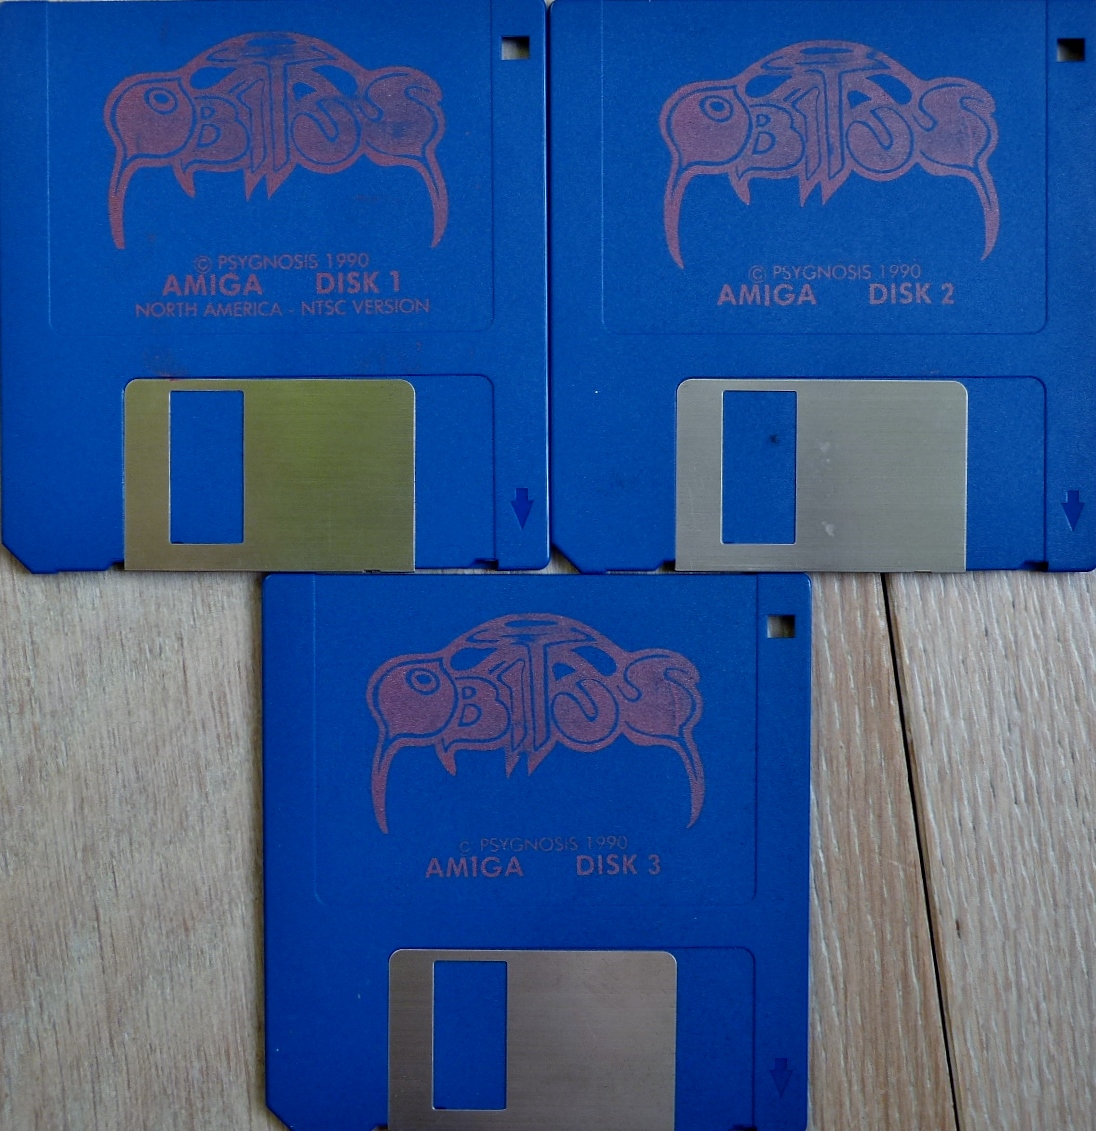 OBITUS
© PSYGNOSIS 1990
AMIGA DISK 1
NORTH AMERICA - NTSC VERSION
OBITUS
© PSYGNOSIS 1990
AMIGA DISK 2
OBITUS
© PSYGNOSIS 1990
AMIGA DISK 3